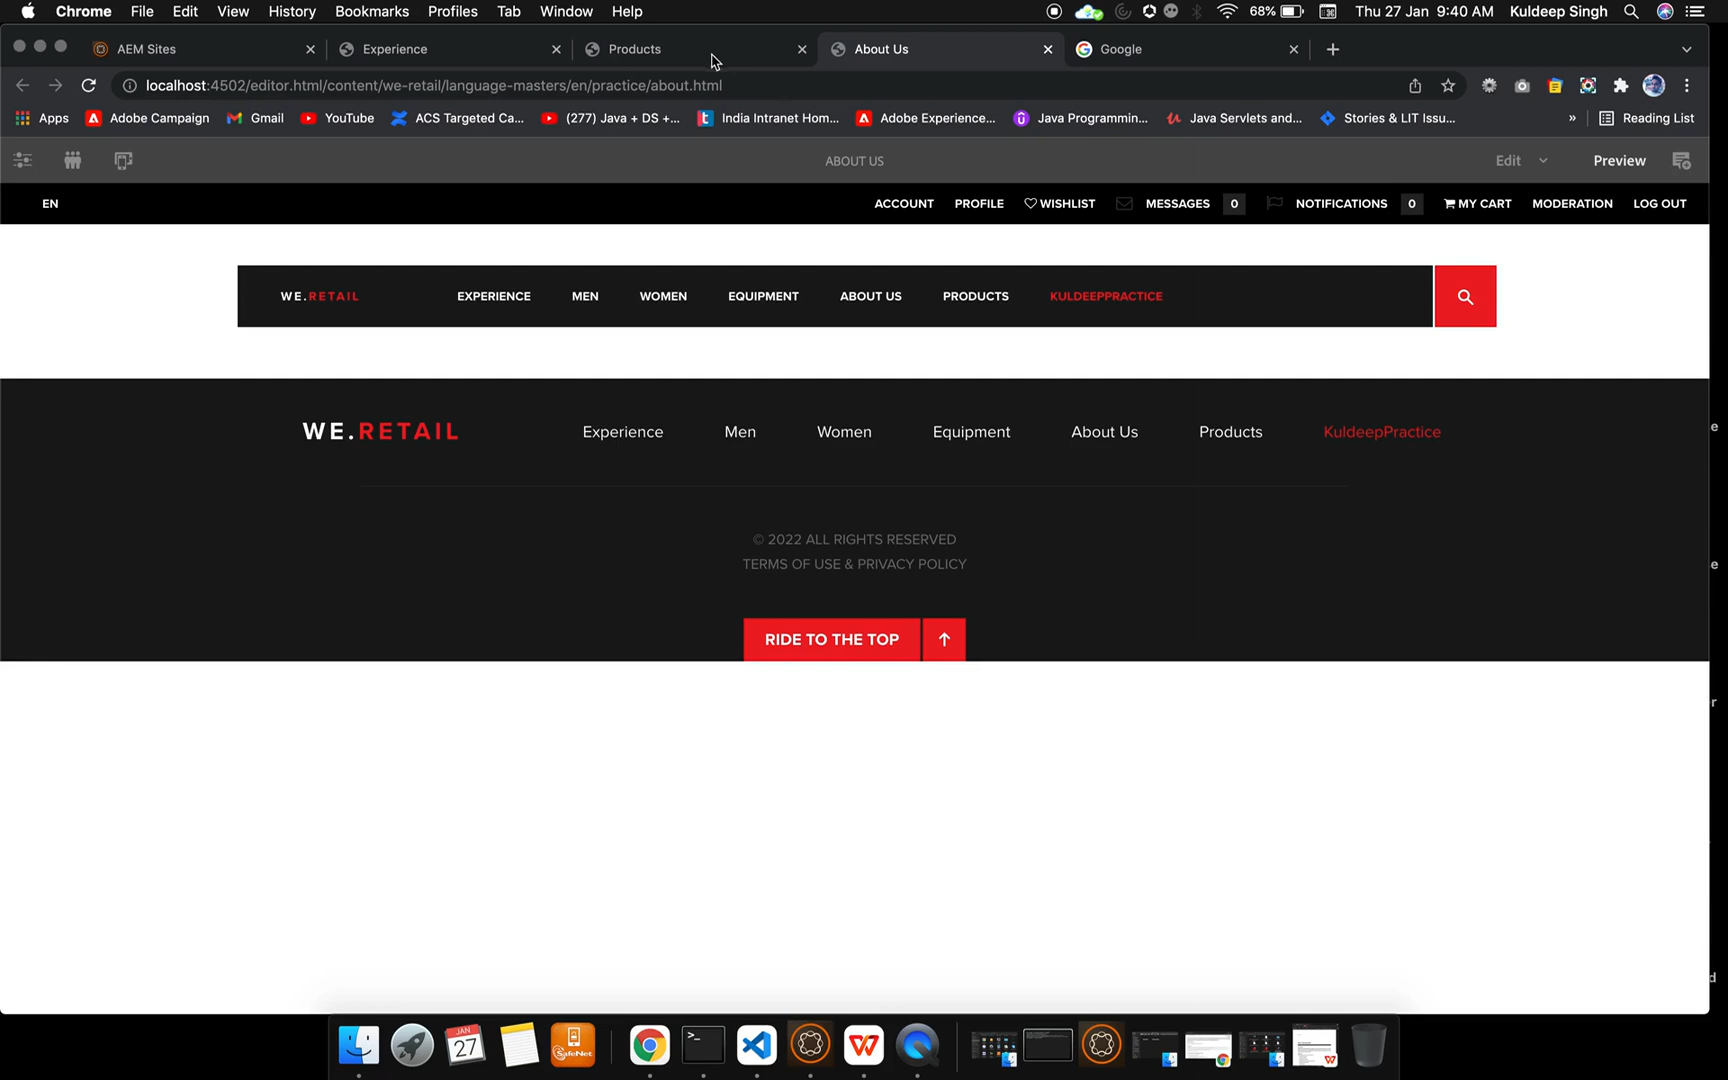 Chrome File Edit View History Bookmarks Profiles Tab Window Help 68% Thu 27 Jan 9:40 AM Kuldeep Singh
AEM Sites Experience Products About Us Google
localhost:4502/editor.html/content/we-retail/language-masters/en/practice/about.html
Apps Adobe Campaign Gmail YouTube ACS Targeted Ca... (277) Java + DS +... India Intranet Hom... Adobe Experience... Java Programmin... Java Servlets and... Stories & LIT Issu... » Reading List
ABOUT US Edit Preview
EN ACCOUNT PROFILE WISHLIST MESSAGES 0 NOTIFICATIONS 0 MY CART MODERATION LOG OUT
WE.RETAIL EXPERIENCE MEN WOMEN EQUIPMENT ABOUT US PRODUCTS KULDEEPPRACTICE
WE.RETAIL Experience Men Women Equipment About Us Products KuldeepPractice
© 2022 ALL RIGHTS RESERVED
TERMS OF USE & PRIVACY POLICY
RIDE TO THE TOP
JAN
27
SafeNet